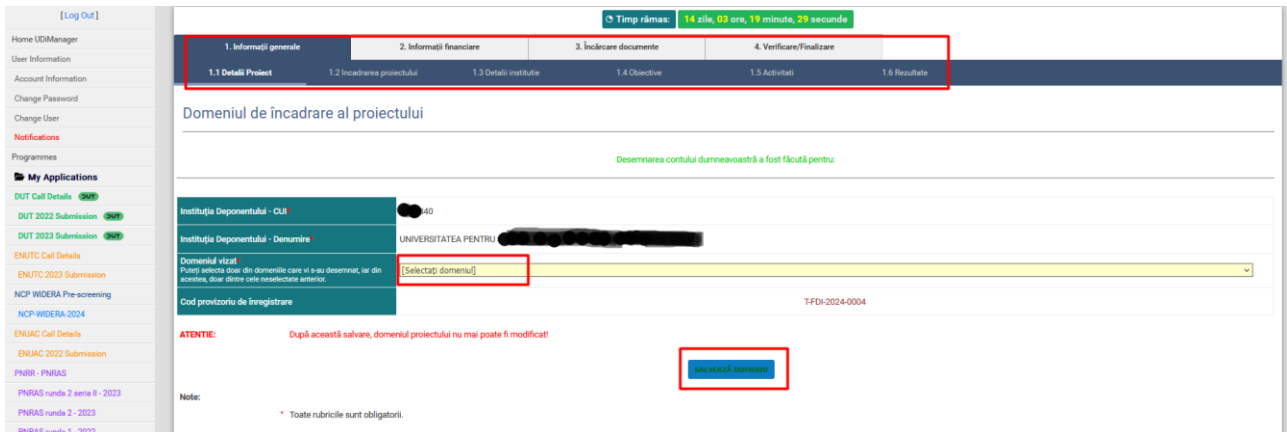 [Log Out]
Home UDiManager
User Information
Account Information
Change Password
Change User
Notifications
Programmes
My Applications
DUT Call Details DUT
DUT 2022 Submission DUT
DUT 2023 Submission DUT
ENUTC Call Details
ENUTC 2023 Submission
NCP WIDERA Pre-screening
NCP-WIDERA-2024
ENUAC Call Details
ENUAC 2022 Submission
PNRR - PNRAS
PNRAS runda 2 seria II - 2023
PNRAS runda 2 - 2023
PNRAS runda 1 - 2022
Timp rămas: 14 zile, 03 ore, 19 minute, 29 secunde
1. Informații generale 2. Informații financiare 3. Încărcare documente 4. Verificare/Finalizare
1.1 Detalii Proiect 1.2 Incadrarea proiectului 1.3 Detalii institutie 1.4 Obiective 1.5 Activitati 1.6 Rezultate
Domeniul de încadrare al proiectului
Desemnarea contului dumneavoastră a fost făcută pentru:
Instituția Deponentului - CUI* 40
Instituția Deponentului - Denumire* UNIVERSITATEA PENTRU
Domeniul vizat*
Puteți selecta doar din domeniile care vi s-au desemnat, iar din
acestea, doar dintre cele neselectate anterior.
[Selectați domeniul]
Cod provizoriu de înregistrare T-FDI-2024-0004
ATENTIE: După această salvare, domeniul proiectului nu mai poate fi modificat!
SALVEAZĂ DOMENIU
Note:
* Toate rubricile sunt obligatorii.